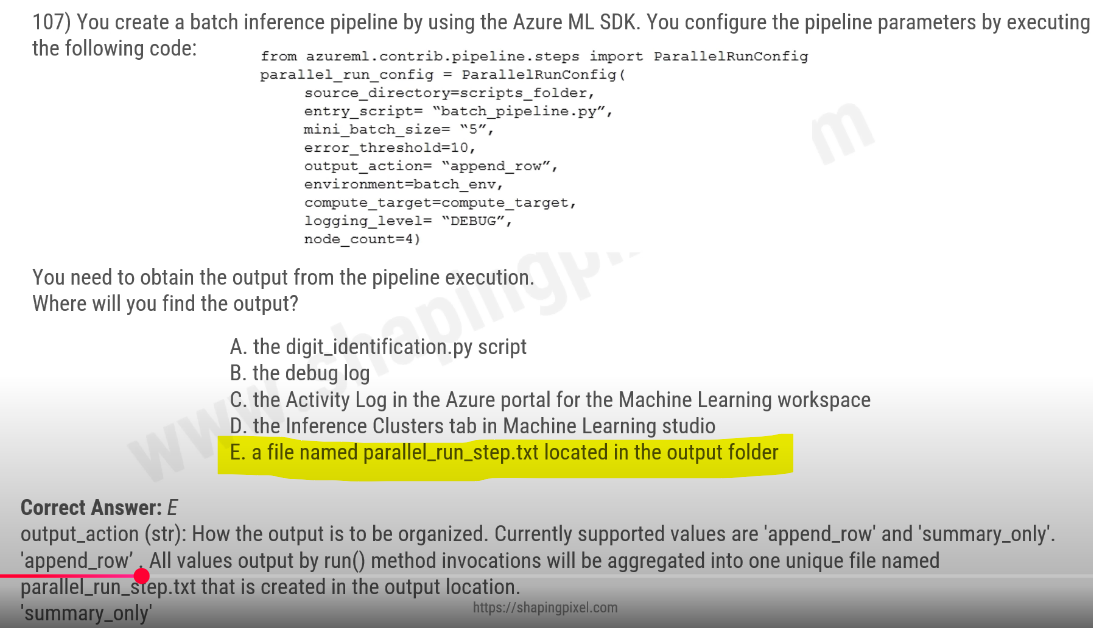 107) You create a batch inference pipeline by using the Azure ML SDK. You configure the pipeline parameters by executing
the following code:
from azureml.contrib.pipeline.steps import ParallelRunConfig
parallel_run_config = ParallelRunConfig(
source_directory=scripts_folder,
entry_script= “batch_pipeline.py”,
mini_batch_size= “5”,
error_threshold=10,
output_action= “append_row”,
environment=batch_env,
compute_target=compute_target,
logging_level= “DEBUG”,
node_count=4)
You need to obtain the output from the pipeline execution.
Where will you find the output?
A. the digit_identification.py script
B. the debug log
C. the Activity Log in the Azure portal for the Machine Learning workspace
D. the Inference Clusters tab in Machine Learning studio
E. a file named parallel_run_step.txt located in the output folder
Correct Answer: E
output_action (str): How the output is to be organized. Currently supported values are 'append_row' and 'summary_only'.
'append_row’ . All values output by run() method invocations will be aggregated into one unique file named
parallel_run_step.txt that is created in the output location.
'summary_only'
https://shapingpixel.com